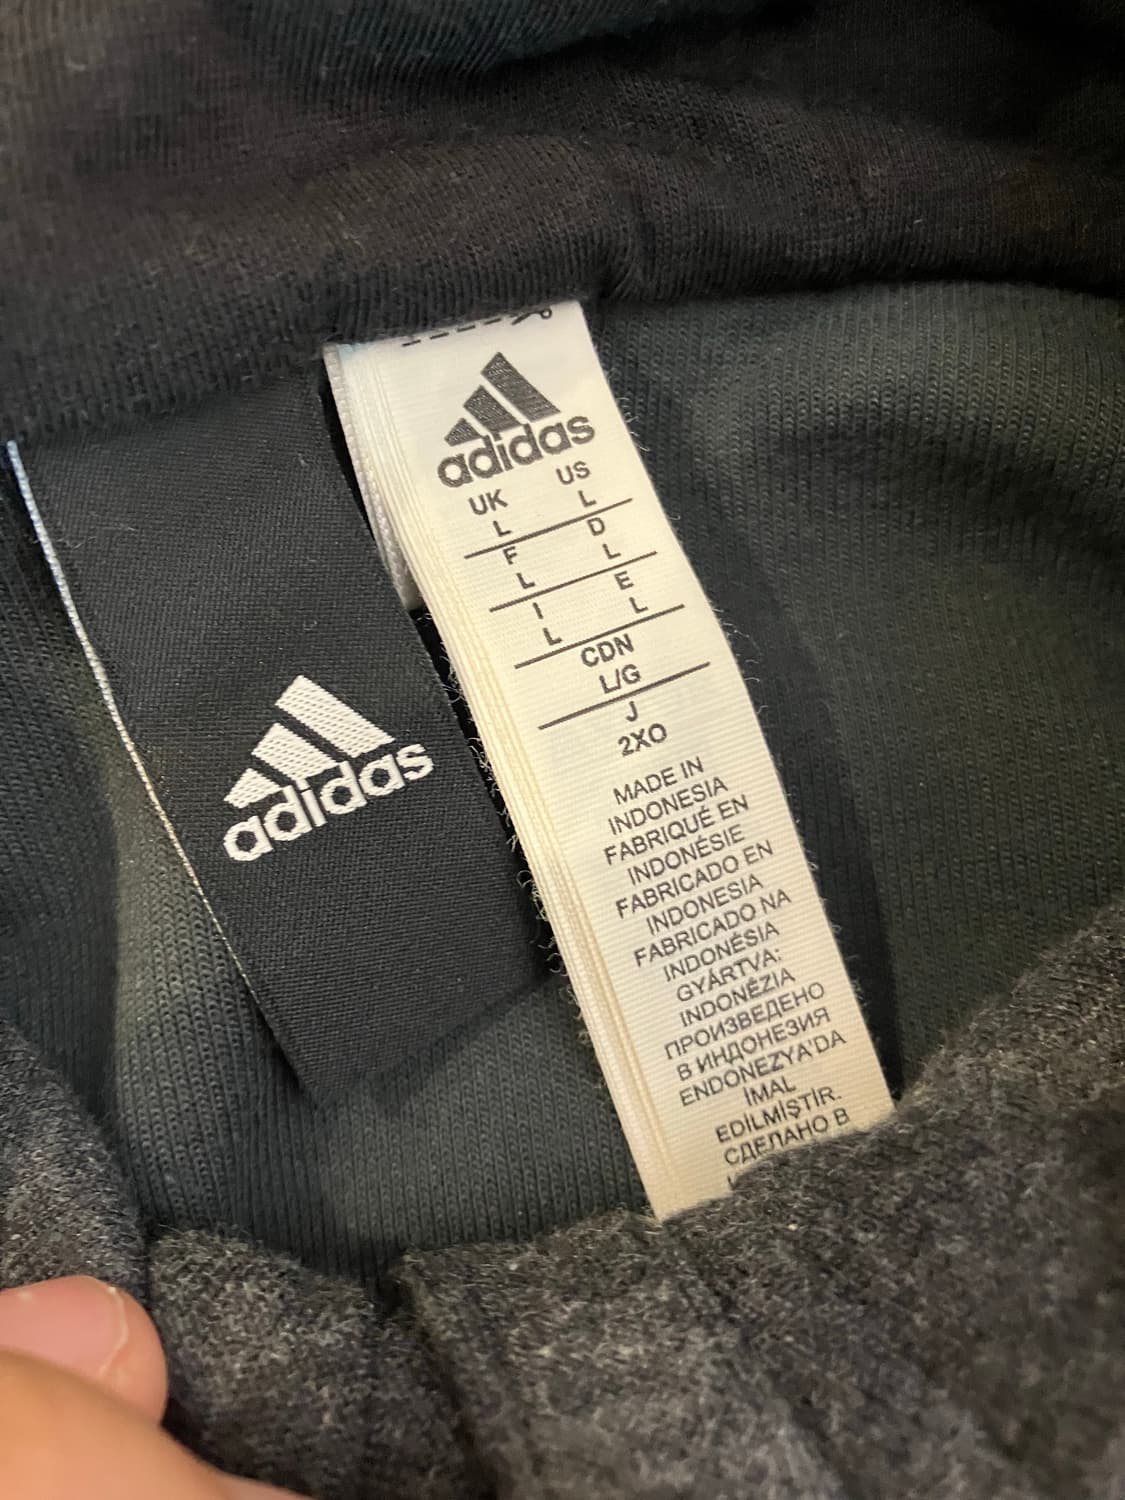 adidas
adidas
UK US
L L
F D
L L
I E
L L
CDN
L/G
J
2XO
MADE IN
INDONESIA
FABRIQUÉ EN
INDONÉSIE
FABRICADO EN
INDONESIA
FABRICADO NA
INDONÉSIA
GYÁRTVA:
INDONÉZIA
ПРОИЗВЕДЕНО
В ИНДОНЕЗИЯ
ENDONEZYA'DA
İMAL
EDİLMİŞTİR.
СДЕЛАНО В